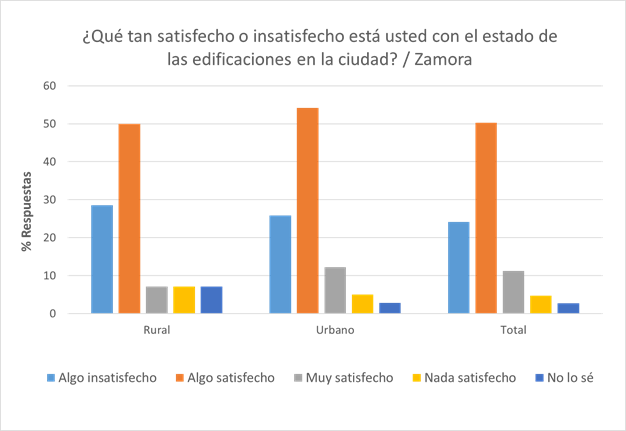 ¿Qué tan satisfecho o insatisfecho está usted con el estado de
las edificaciones en la ciudad? / Zamora
60
50
40
30
20
10
0
% Respuestas
Rural Urbano Total
Algo insatisfecho Algo satisfecho Muy satisfecho Nada satisfecho No lo sé